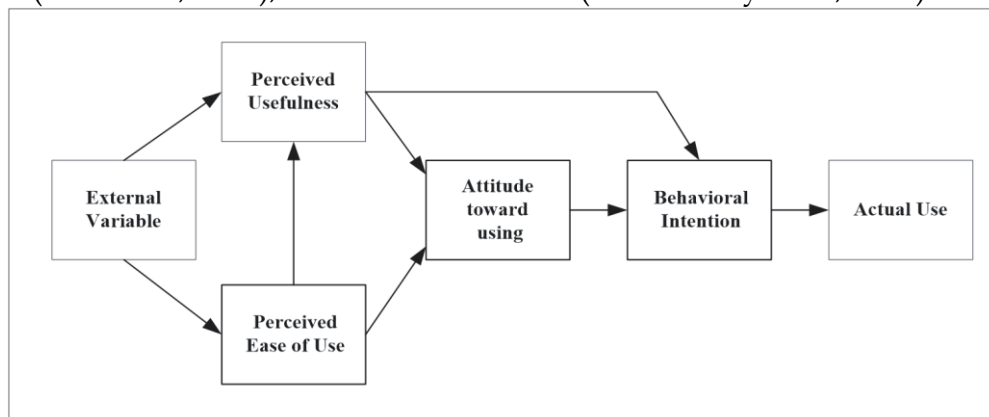 Perceived
Usefulness
External
Variable
Attitude
toward
using
Behavioral
Intention
Actual Use
Perceived
Ease of Use